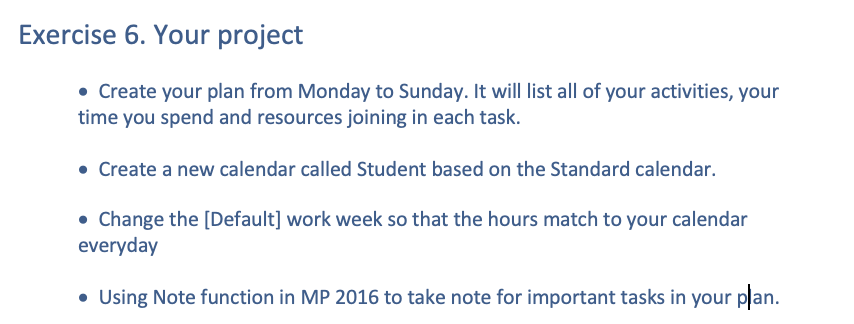 Exercise 6. Your project
• Create your plan from Monday to Sunday. It will list all of your activities, your
time you spend and resources joining in each task.
• Create a new calendar called Student based on the Standard calendar.
• Change the [Default] work week so that the hours match to your calendar
everyday
• Using Note function in MP 2016 to take note for important tasks in your plan.